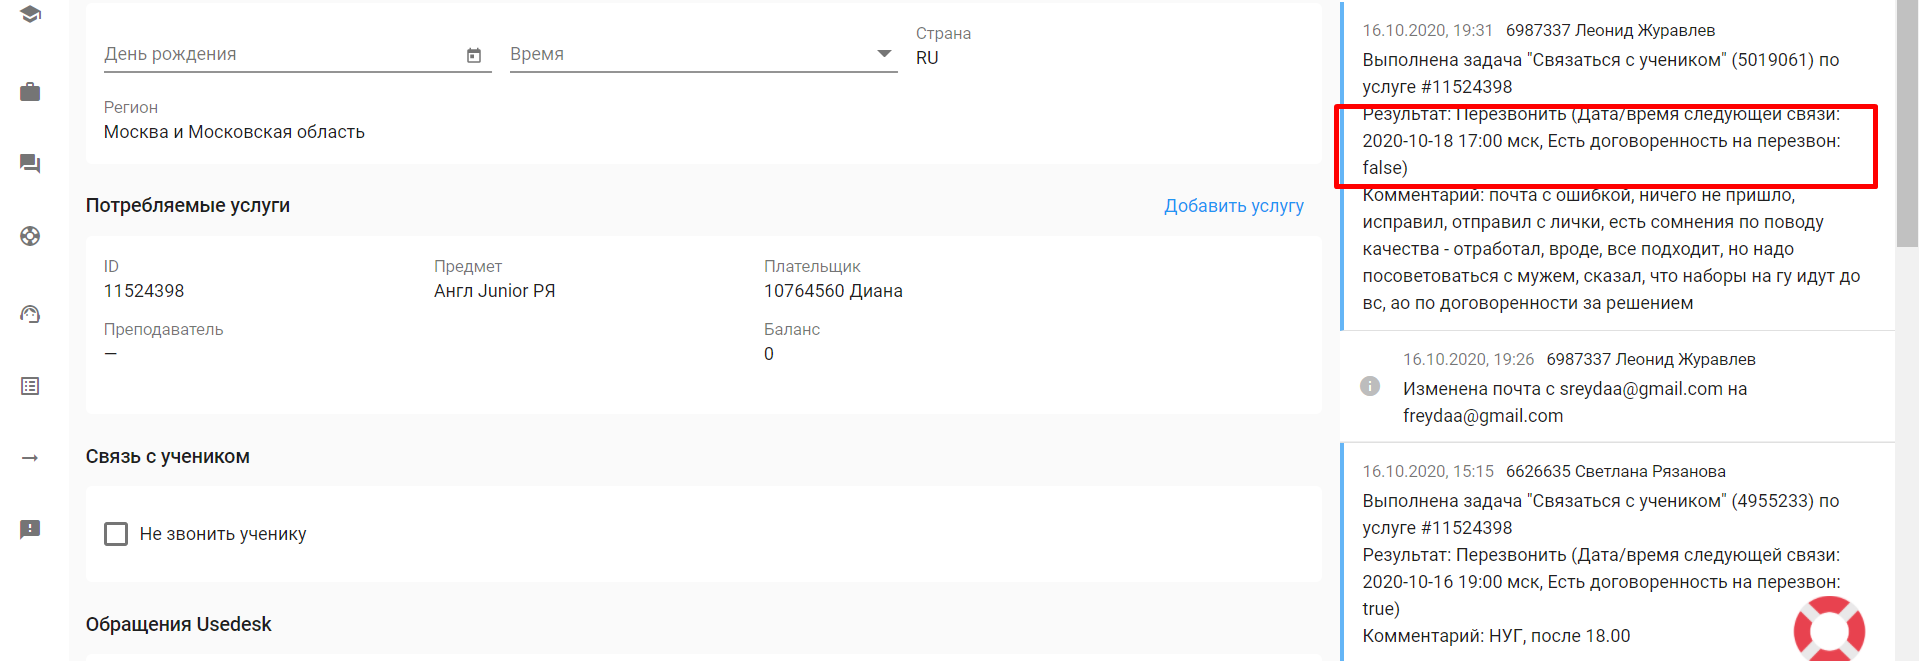 День рождения
Время
Страна
RU
Регион
Москва и Московская область
Потребляемые услуги
Добавить услугу
ID
11524398
Предмет
Англ Junior РЯ
Плательщик
10764560 Диана
Преподаватель
—
Баланс
0
Связь с учеником
Не звонить ученику
Обращения Usedesk
16.10.2020, 19:31 6987337 Леонид Журавлев
Выполнена задача "Связаться с учеником" (5019061) по
услуге #11524398
Результат: Перезвонить (Дата/время следующей связи:
2020-10-18 17:00 мск, Есть договоренность на перезвон:
false)
Комментарий: почта с ошибкой, ничего не пришло,
исправил, отправил с лички, есть сомнения по поводу
качества - отработал, вроде, все подходит, но надо
посоветоваться с мужем, сказал, что наборы на гу идут до
вс, ао по договоренности за решением
16.10.2020, 19:26 6987337 Леонид Журавлев
Изменена почта с sreydaa@gmail.com на
freydaa@gmail.com
16.10.2020, 15:15 6626635 Светлана Рязанова
Выполнена задача "Связаться с учеником" (4955233) по
услуге #11524398
Результат: Перезвонить (Дата/время следующей связи:
2020-10-16 19:00 мск, Есть договоренность на перезвон:
true)
Комментарий: НУГ, после 18.00